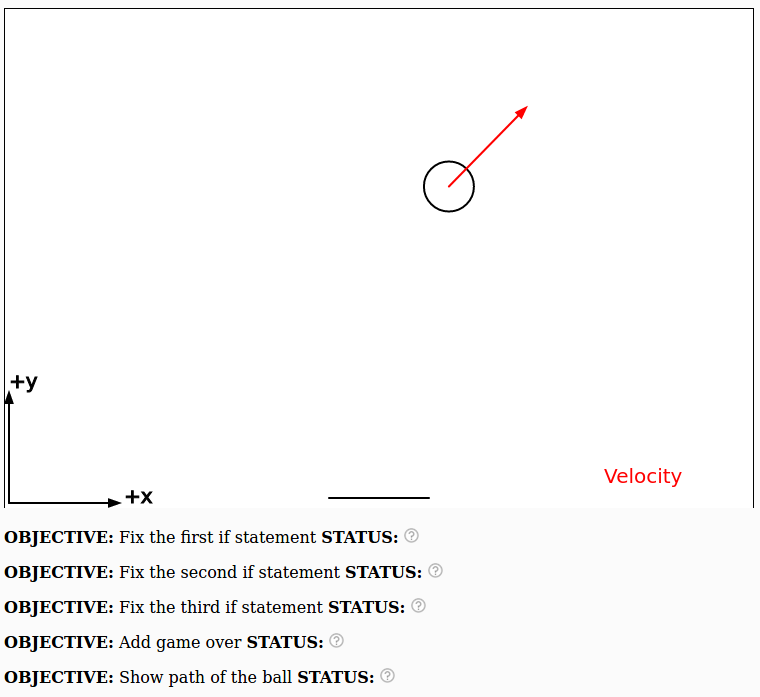 +y
Velocity
+x
OBJECTIVE: Fix the first if statement STATUS: ?
OBJECTIVE: Fix the second if statement STATUS: ?
OBJECTIVE: Fix the third if statement STATUS: ?
OBJECTIVE: Add game over STATUS: ?
OBJECTIVE: Show path of the ball STATUS: ?